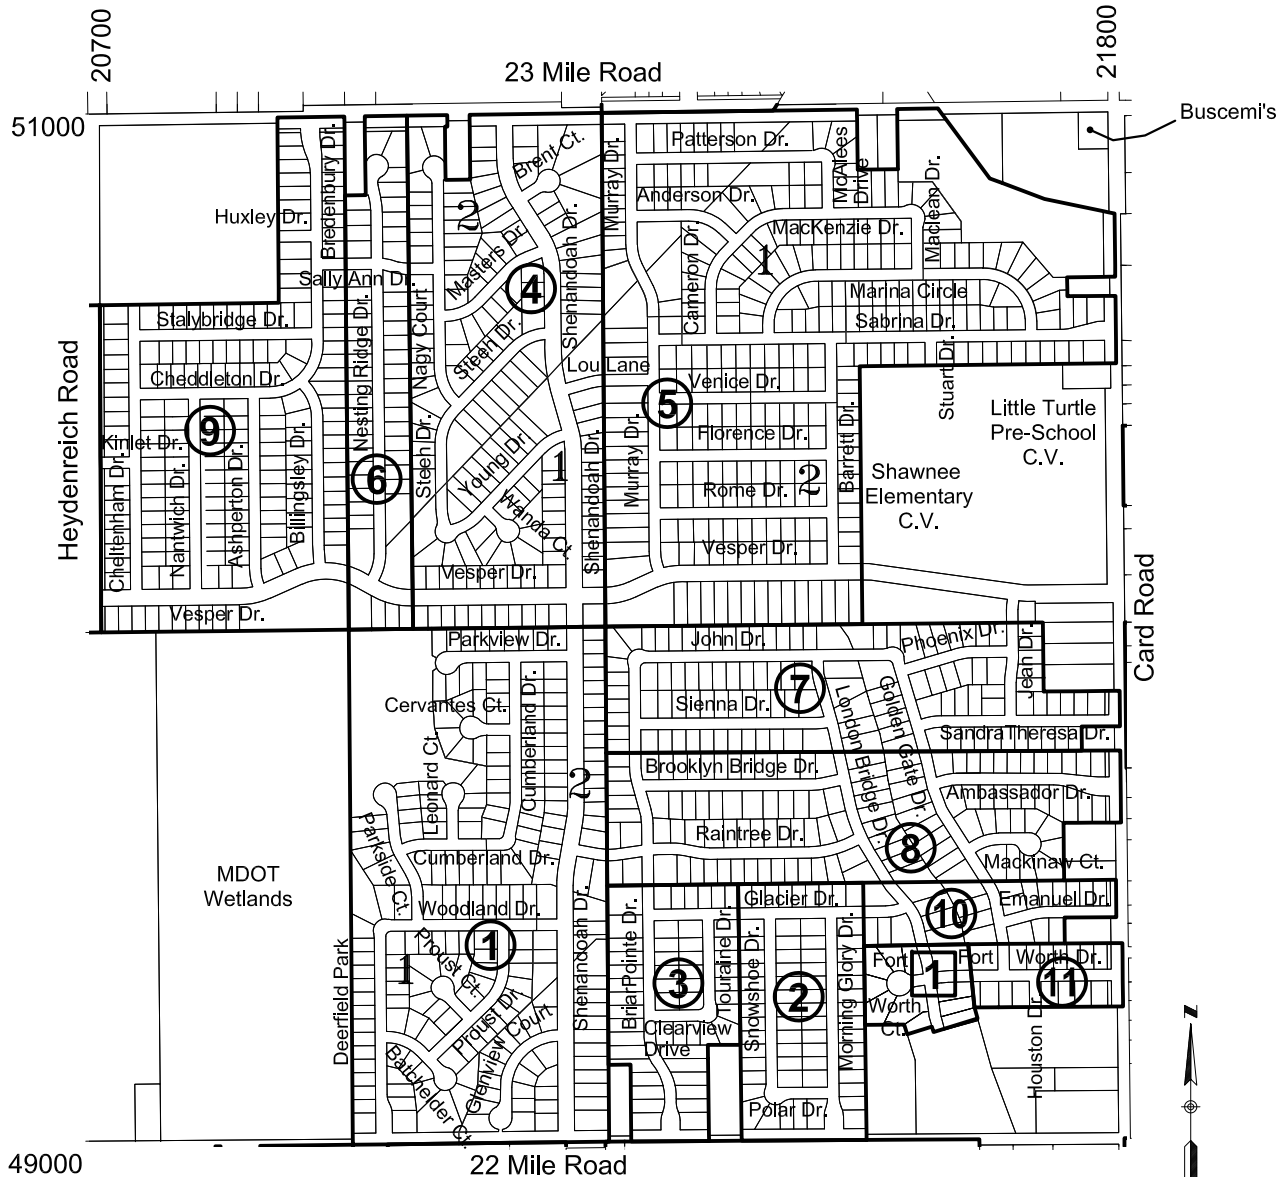 20700
21800
23 Mile Road
51000
Buscemi's
Patterson Dr.
Brent Ct.
McAlees
Drive
Bredenbury Dr.
Murray Dr.
Anderson Dr.
Maclean Dr.
Huxley Dr.
2
MacKenzie Dr.
Masters Dr.
Shenandoah Dr.
Cameron Dr.
1
Sally Ann Dr.
4
Marina Circle
Stalybridge Dr.
Nesting Ridge Dr.
Nagy Court
Steen Dr.
Sabrina Dr.
Heydenreich Road
Lou Lane
Stuart Dr.
Cheddleton Dr.
Venice Dr.
5
Little Turtle
Pre-School
C.V.
9
Kinlet Dr.
Florence Dr.
Billingsley Dr.
Steen Dr.
Young Dr.
1
Murray Dr.
Barrett Dr.
6
Shawnee
Elementary
C.V.
Rome Dr.
2
Cheltenham Dr.
Nantwich Dr.
Ashperton Dr.
Wanda Ct.
Shenandoah Dr.
Vesper Dr.
Vesper Dr.
Vesper Dr.
Card Road
Parkview Dr.
John Dr.
Phoenix Dr.
Jean Dr.
7
Cervantes Ct.
Sienna Dr.
London Bridge Dr.
Golden Gate Dr.
SandraTheresa Dr.
Cumberland Dr.
Leonard Ct.
2
Brooklyn Bridge Dr.
Ambassador Dr.
Raintree Dr.
Parkside Ct.
Cumberland Dr.
8
Mackinaw Ct.
MDOT
Wetlands
Woodland Dr.
Glacier Dr.
10
Emanuel Dr.
Proust Ct.
1
Shenandoah Dr.
BriarPointe Dr.
Touraine Dr.
Snowshoe Dr.
Morning Glory Dr.
1
Fort
1
Fort
Worth Dr.
3
2
11
Worth
Ct.
Deerfield Park
Proust Dr.
Glenview Court
Clearview
Drive
Houston Dr.
Batchelder Ct.
Polar Dr.
N
49000
22 Mile Road